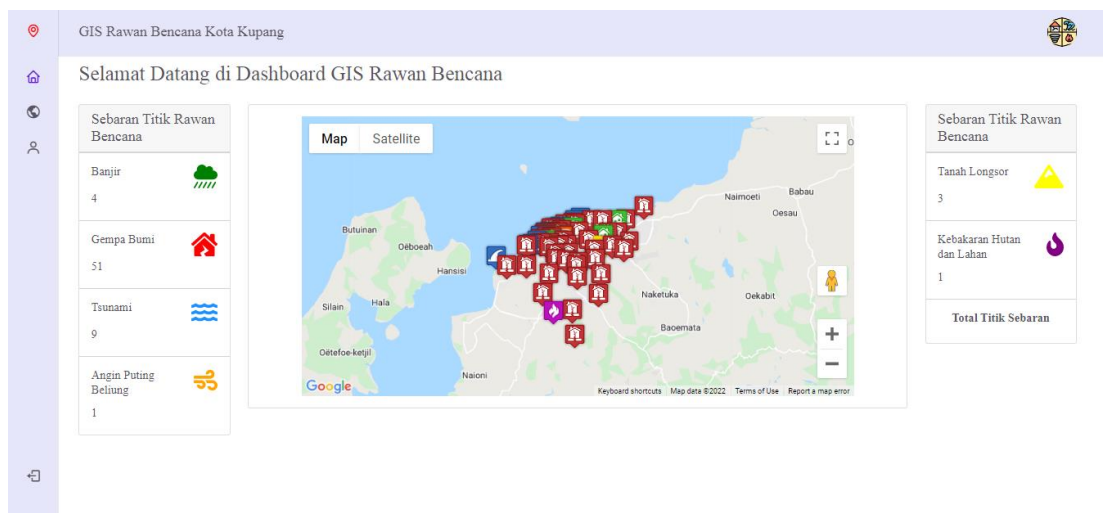 GIS Rawan Bencana Kota Kupang
Selamat Datang di Dashboard GIS Rawan Bencana
Sebaran Titik Rawan
Bencana
Banjir
4
Gempa Bumi
51
Tsunami
9
Angin Puting
Beliung
1
Map
Satellite
Naimoeti
Babau
Oesau
Butuinan
Oeboeah
Hansisi
Silain
Hala
Naketuka
Oekabit
Baoemata
Oetefoe-ketjil
Naioni
Google
Keyboard shortcuts
Map data ©2022
Terms of Use
Report a map error
Sebaran Titik Rawan
Bencana
Tanah Longsor
3
Kebakaran Hutan
dan Lahan
1
Total Titik Sebaran